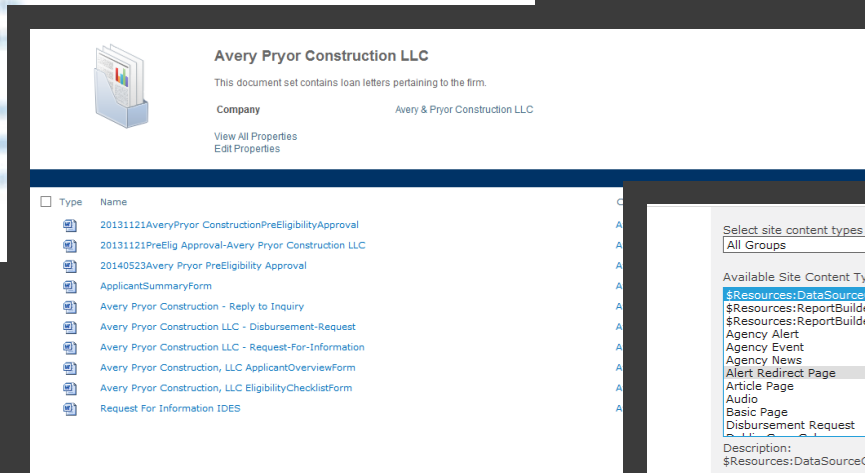 Avery Pryor Construction LLC
This document set contains loan letters pertaining to the firm.
Company Avery & Pryor Construction LLC
View All Properties
Edit Properties
Type Name
20131121AveryPryor ConstructionPreEligibilityApproval
20131121PreElig Approval-Avery Pryor Construction LLC
20140523Avery Pryor PreEligibility Approval
ApplicantSummaryForm
Avery Pryor Construction - Reply to Inquiry
Avery Pryor Construction LLC - Disbursement-Request
Avery Pryor Construction LLC - Request-For-Information
Avery Pryor Construction, LLC ApplicantOverviewForm
Avery Pryor Construction, LLC EligibilityChecklistForm
Request For Information IDES
Select site content types
All Groups
Available Site Content Ty
$Resources:DataSource
$Resources:ReportBuilde
$Resources:ReportBuilde
Agency Alert
Agency Event
Agency News
Alert Redirect Page
Article Page
Audio
Basic Page
Disbursement Request
Description:
$Resources:DataSource